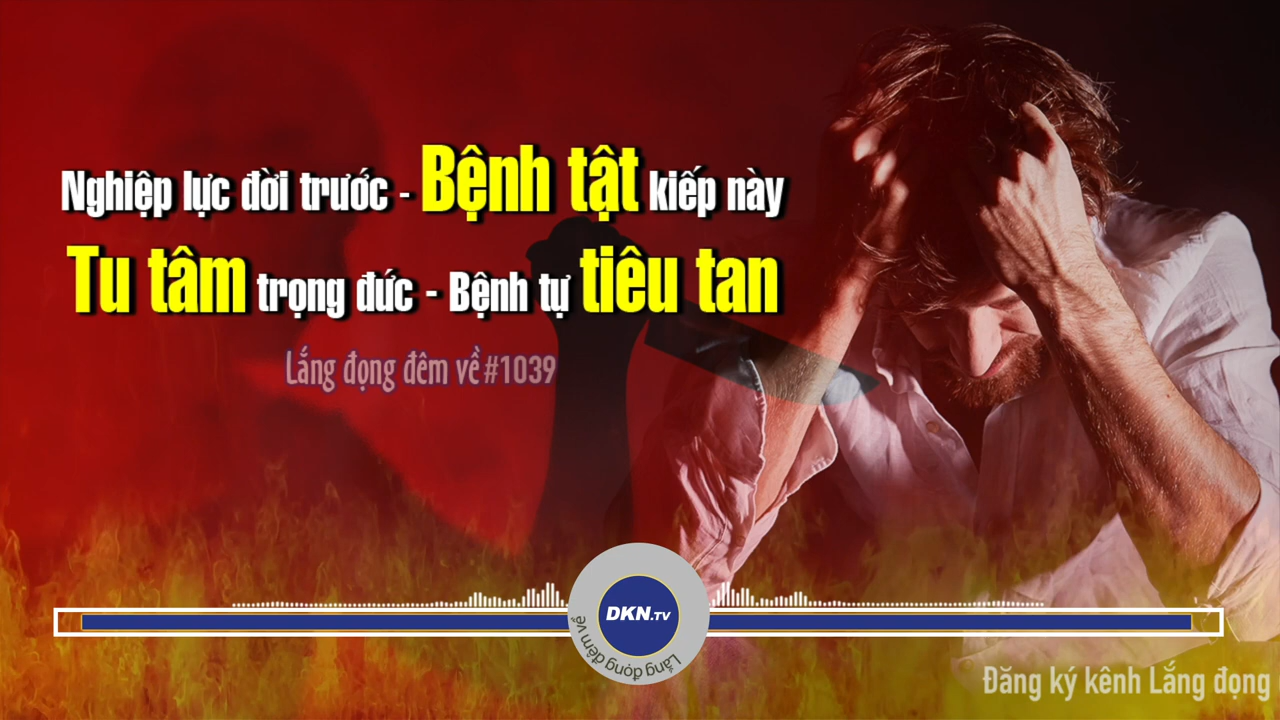 Nghiệp lực đời trước - Bệnh tật kiếp này
Tu tâm trọng đức - Bệnh tự tiêu tan
Lắng đọng đêm về #1039
DKN.TV
Lắng đọng đêm về
Đăng ký kênh Lắng đọng